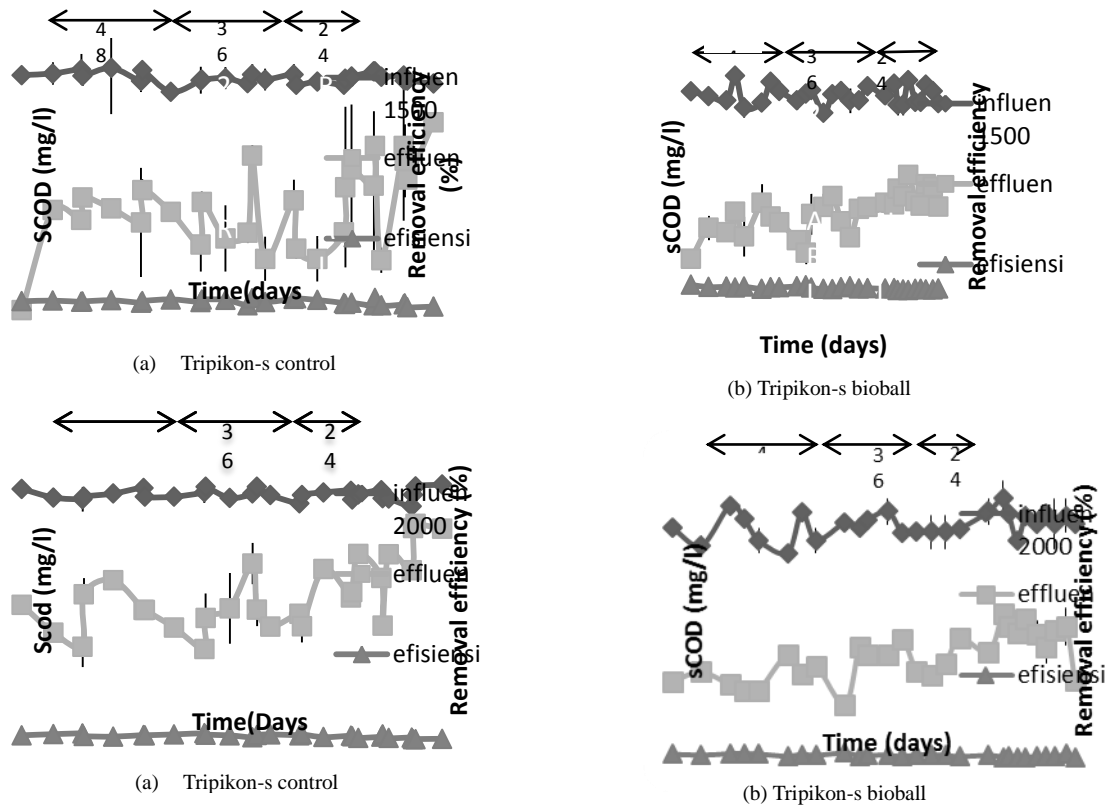 4
8
3
6
2
4
influen
1500
effluen
efisiensi
sCOD (mg/l)
Removal efficiency
(%)
Time(days
(a) Tripikon-s control
3
6
2
4
influen
1500
effluen
efisiensi
sCOD (mg/l)
Removal efficiency
Time (days)
(b) Tripikon-s bioball
3
6
2
4
influen
2000
effluen
efisiensi
Scod (mg/l)
Removal efficiency (%)
Time(Days
(a) Tripikon-s control
3
6
2
4
influen
2000
effluen
efisiensi
sCOD (mg/l)
Removal efficiency (%)
Time (days)
(b) Tripikon-s bioball